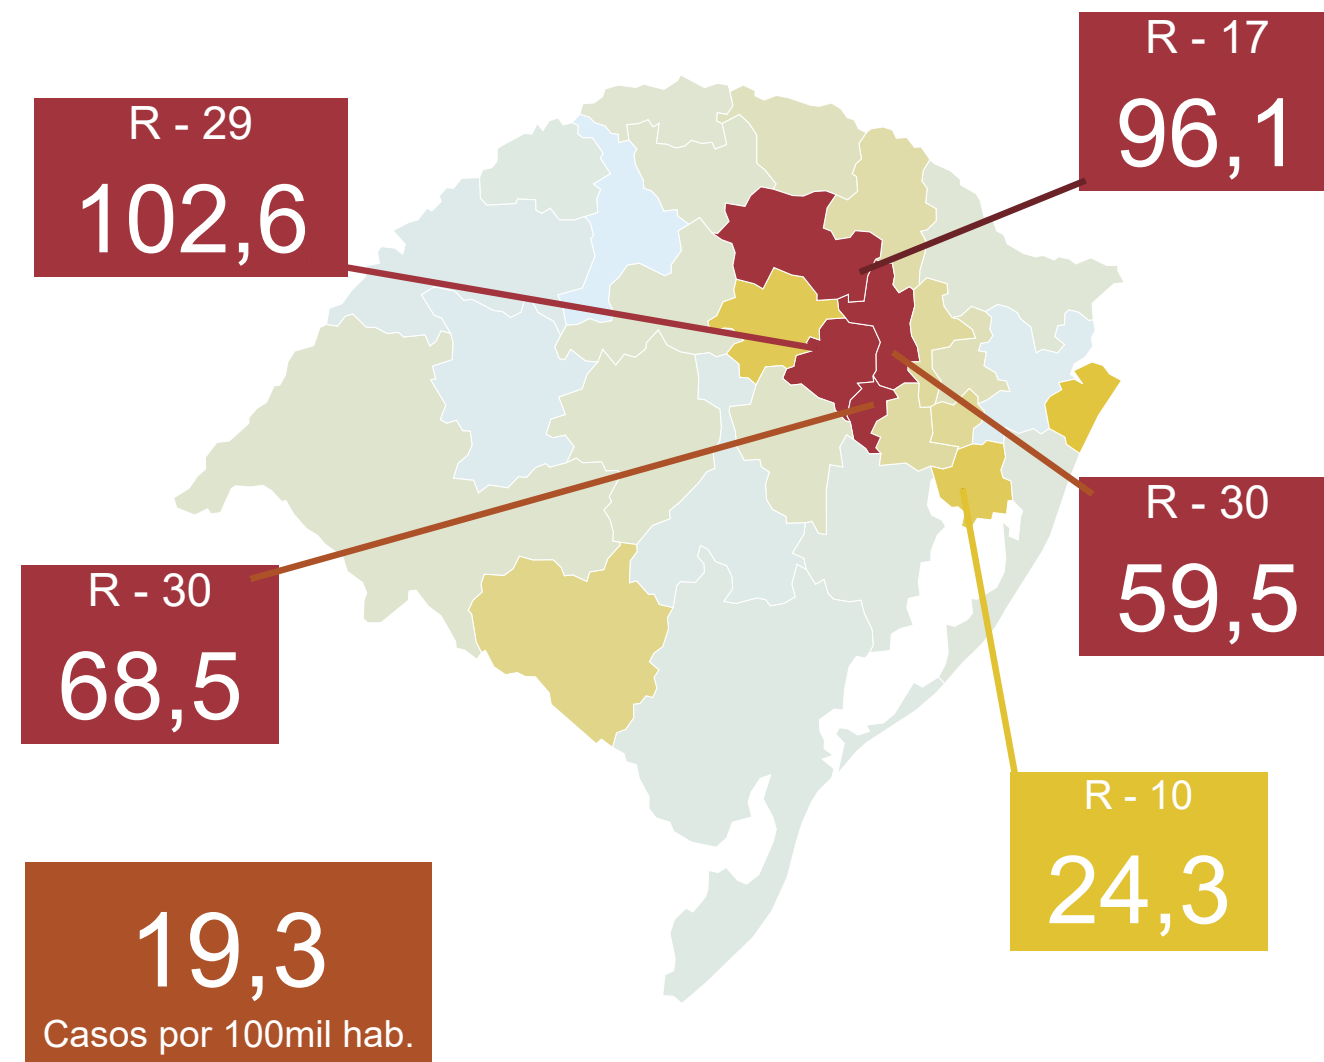 R - 17
96,1
R - 29
102,6
R - 30
59,5
R - 30
68,5
R - 10
24,3
19,3
Casos por 100mil hab.